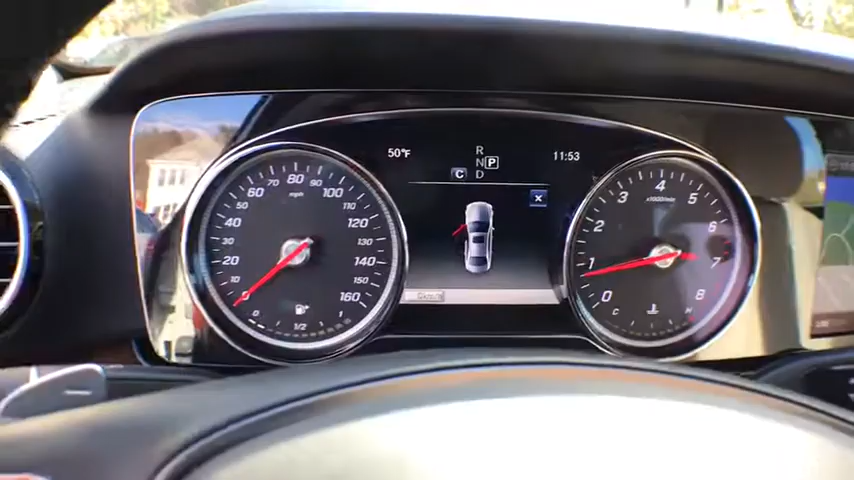 50°F
R
N P
C D
11:53
x
mph
0 10 20 30 40 50 60 70 80 90 100 110 120 130 140 150 160
1/2
x1000/min
0 1 2 3 4 5 6 7 8
C H